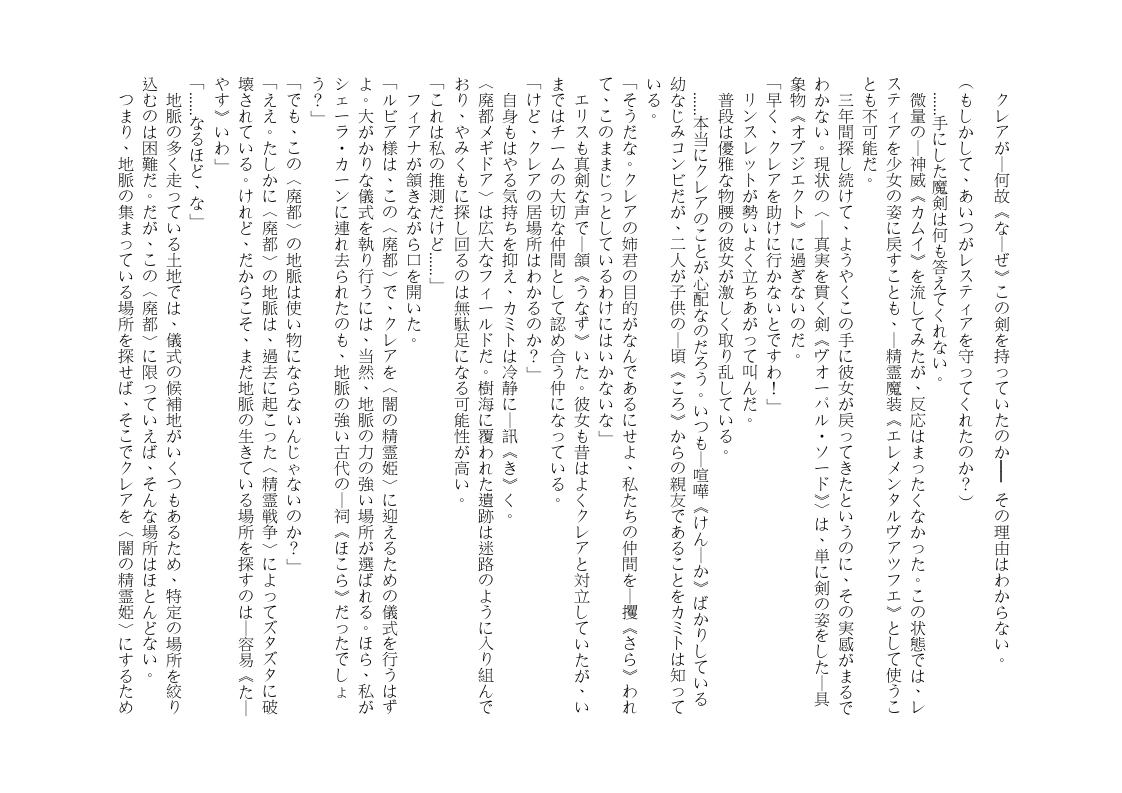 クレアが―何故《な―ぜ》この剣を持っていたのか━━　その理由はわからない。
（もしかして、あいつがレスティアを守ってくれたのか？）
……手にした魔剣は何も答えてくれない。
微量の―神威《カムイ》を流してみたが、反応はまったくなかった。この状態では、レ
スティアを少女の姿に戻すことも、―精霊魔装《エレメンタルヴアツフエ》として使うこ
とも不可能だ。
三年間探し続けて、ようやくこの手に彼女が戻ってきたというのに、その実感がまるで
わかない。現状の〈―真実を貫く剣《ヴォーパル・ソード》〉は、単に剣の姿をした―具
象物《オブジエクト》に過ぎないのだ。
「早く、クレアを助けに行かないとですわ！」
リンスレットが勢いよく立ちあがって叫んだ。
普段は優雅な物腰の彼女が激しく取り乱している。
……本当にクレアのことが心配なのだろう。いつも―喧嘩《けん―か》ばかりしている
幼なじみコンビだが、二人が子供の―頃《ころ》からの親友であることをカミトは知って
いる。
「そうだな。クレアの姉君の目的がなんであるにせよ、私たちの仲間を―攫《さら》われ
て、このままじっとしているわけにはいかないな」
エリスも真剣な声で―頷《うなず》いた。彼女も昔はよくクレアと対立していたが、い
まではチームの大切な仲間として認め合う仲になっている。
「けど、クレアの居場所はわかるのか？」
自身もはやる気持ちを抑え、カミトは冷静に―訊《き》く。
〈廃都メギドア〉は広大なフィールドだ。樹海に覆われた遺跡は迷路のように入り組んで
おり、やみくもに探し回るのは無駄足になる可能性が高い。
「これは私の推測だけど……」
フィアナが頷きながら口を開いた。
「ルビア様は、この〈廃都〉で、クレアを〈闇の精霊姫〉に迎えるための儀式を行うはず
よ。大がかりな儀式を執り行うには、当然、地脈の力の強い場所が選ばれる。ほら、私が
シェーラ・カーンに連れ去られたのも、地脈の強い古代の―祠《ほこら》だったでしょ
う？」
「でも、この〈廃都〉の地脈は使い物にならないんじゃないのか？」
「ええ。たしかに〈廃都〉の地脈は、過去に起こった〈精霊戦争〉によってズタズタに破
壊されている。けれど、だからこそ、まだ地脈の生きている場所を探すのは―容易《た―
やす》いわ」
「……なるほど、な」
地脈の多く走っている土地では、儀式の候補地がいくつもあるため、特定の場所を絞り
込むのは困難だ。だが、この〈廃都〉に限っていえば、そんな場所はほとんどない。
つまり、地脈の集まっている場所を探せば、そこでクレアを〈闇の精霊姫〉にするため